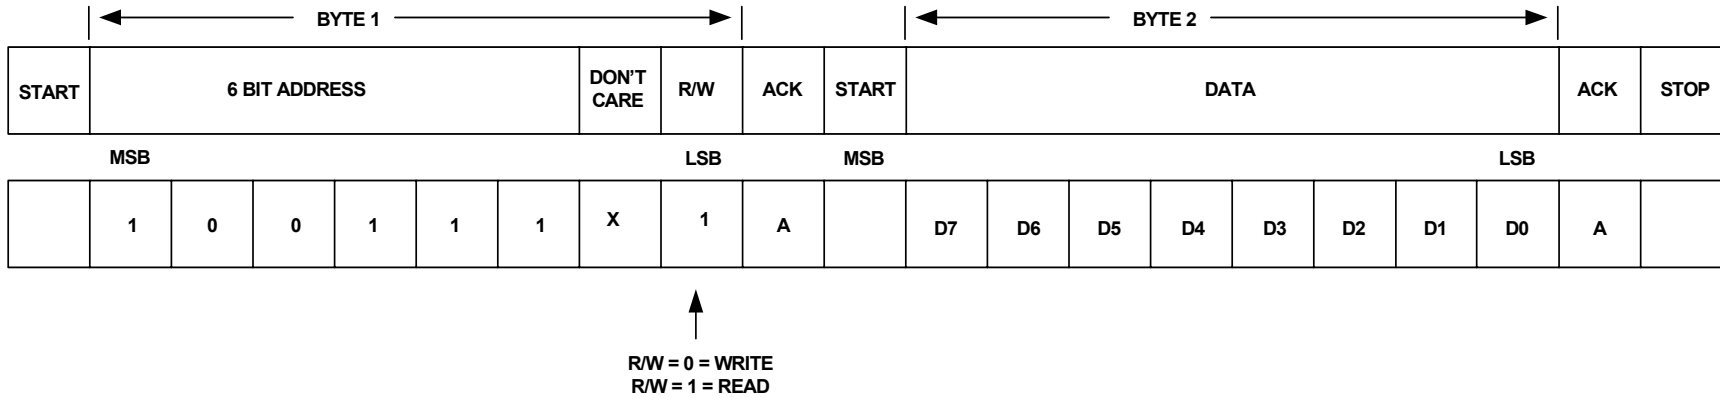 BYTE 1 BYTE 2
START 6 BIT ADDRESS DON'T CARE R/W ACK START DATA ACK STOP
MSB LSB MSB LSB
1 0 0 1 1 1 X 1 A D7 D6 D5 D4 D3 D2 D1 D0 A
R/W = 0 = WRITE
R/W = 1 = READ